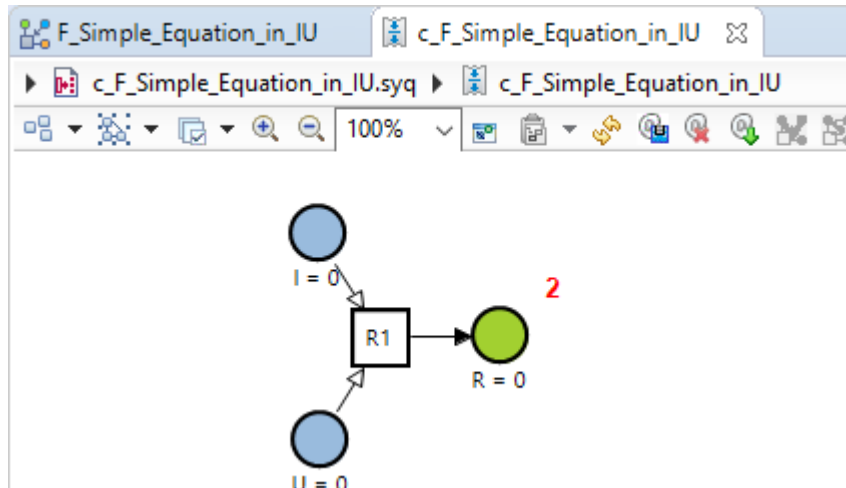 F_Simple_Equation_in_IU c_F_Simple_Equation_in_IU
c_F_Simple_Equation_in_IU.syq c_F_Simple_Equation_in_IU
100%
I = 0
2
R1
R = 0
U = 0